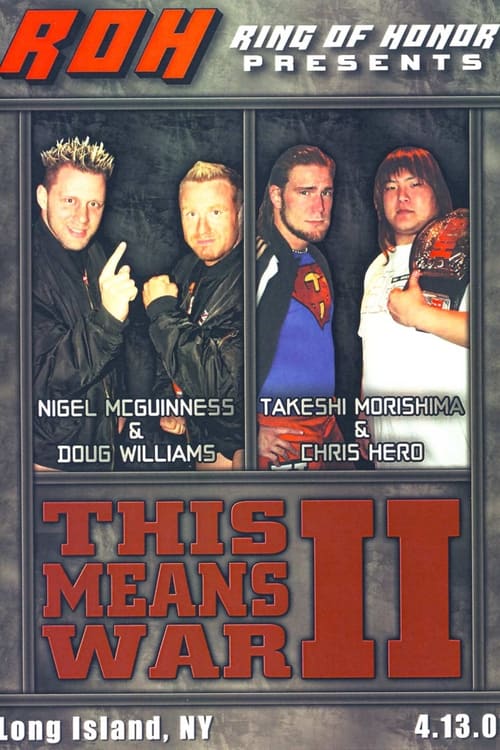 ROH
RING OF HONOR
PRESENTS
NIGEL MCGUINNESS
&
DOUG WILLIAMS
TAKESHI MORISHIMA
&
CHRIS HERO
THIS
MEANS
WAR
II
Long Island, NY
4.13.0